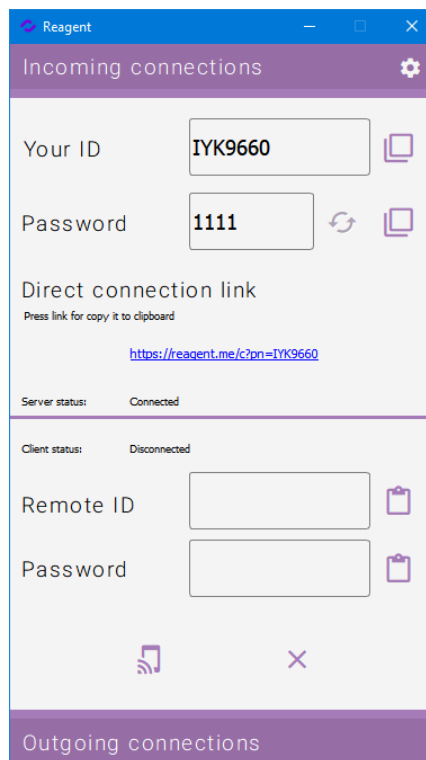 Reagent
Incoming connections
Your ID IYK9660
Password 1111
Direct connection link
Press link for copy it to clipboard
https://reagent.me/c?pn=IYK9660
Server status: Connected
Client status: Disconnected
Remote ID
Password
Outgoing connections